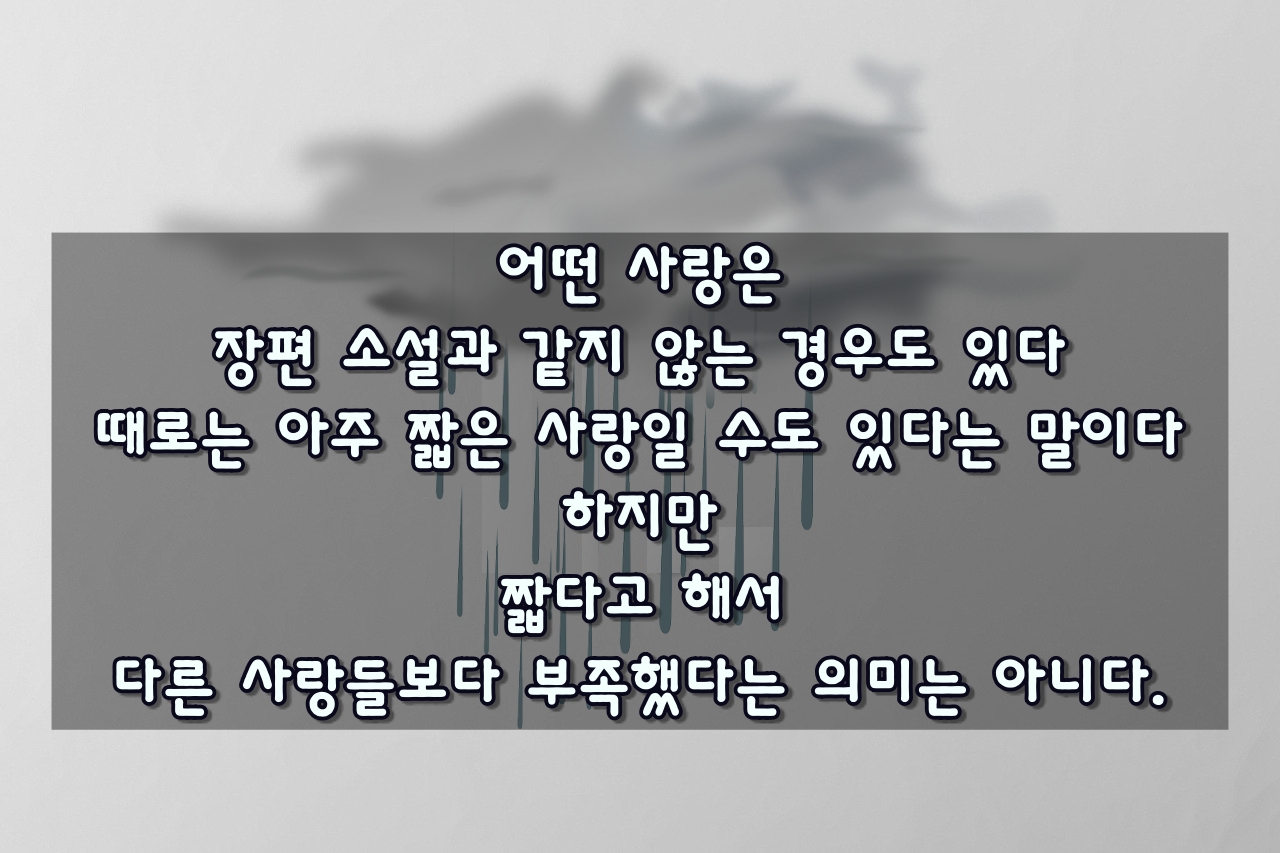 어떤 사랑은
장편 소설과 같지 않는 경우도 있다
때로는 아주 짧은 사랑일 수도 있다는 말이다
하지만
짧다고 해서
다른 사랑들보다 부족했다는 의미는 아니다.